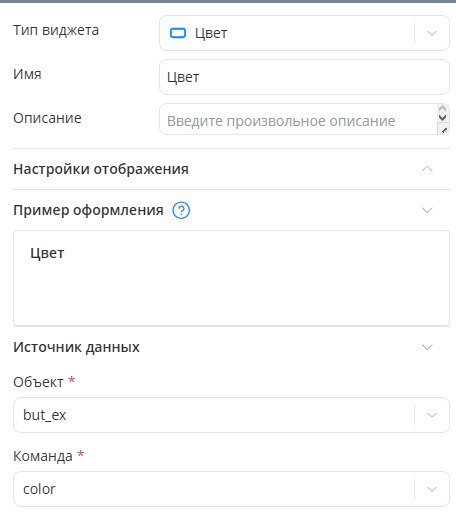 Тип виджета
Цвет
Имя
Цвет
Описание
Введите произвольное описание
Настройки отображения
Пример оформления ?
Цвет
Источник данных
Объект *
but_ex
Команда *
color